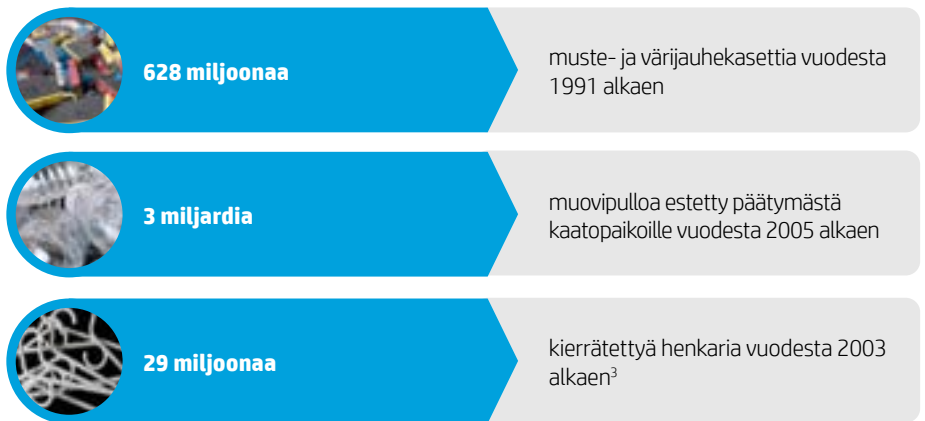 628 miljoonaa
muste- ja värijauhekasettia vuodesta
1991 alkaen
3 miljardia
muovipulloa estetty päätymästä
kaatopaikoille vuodesta 2005 alkaen
29 miljoonaa
kierrätettyä henkaria vuodesta 2003
alkaen³